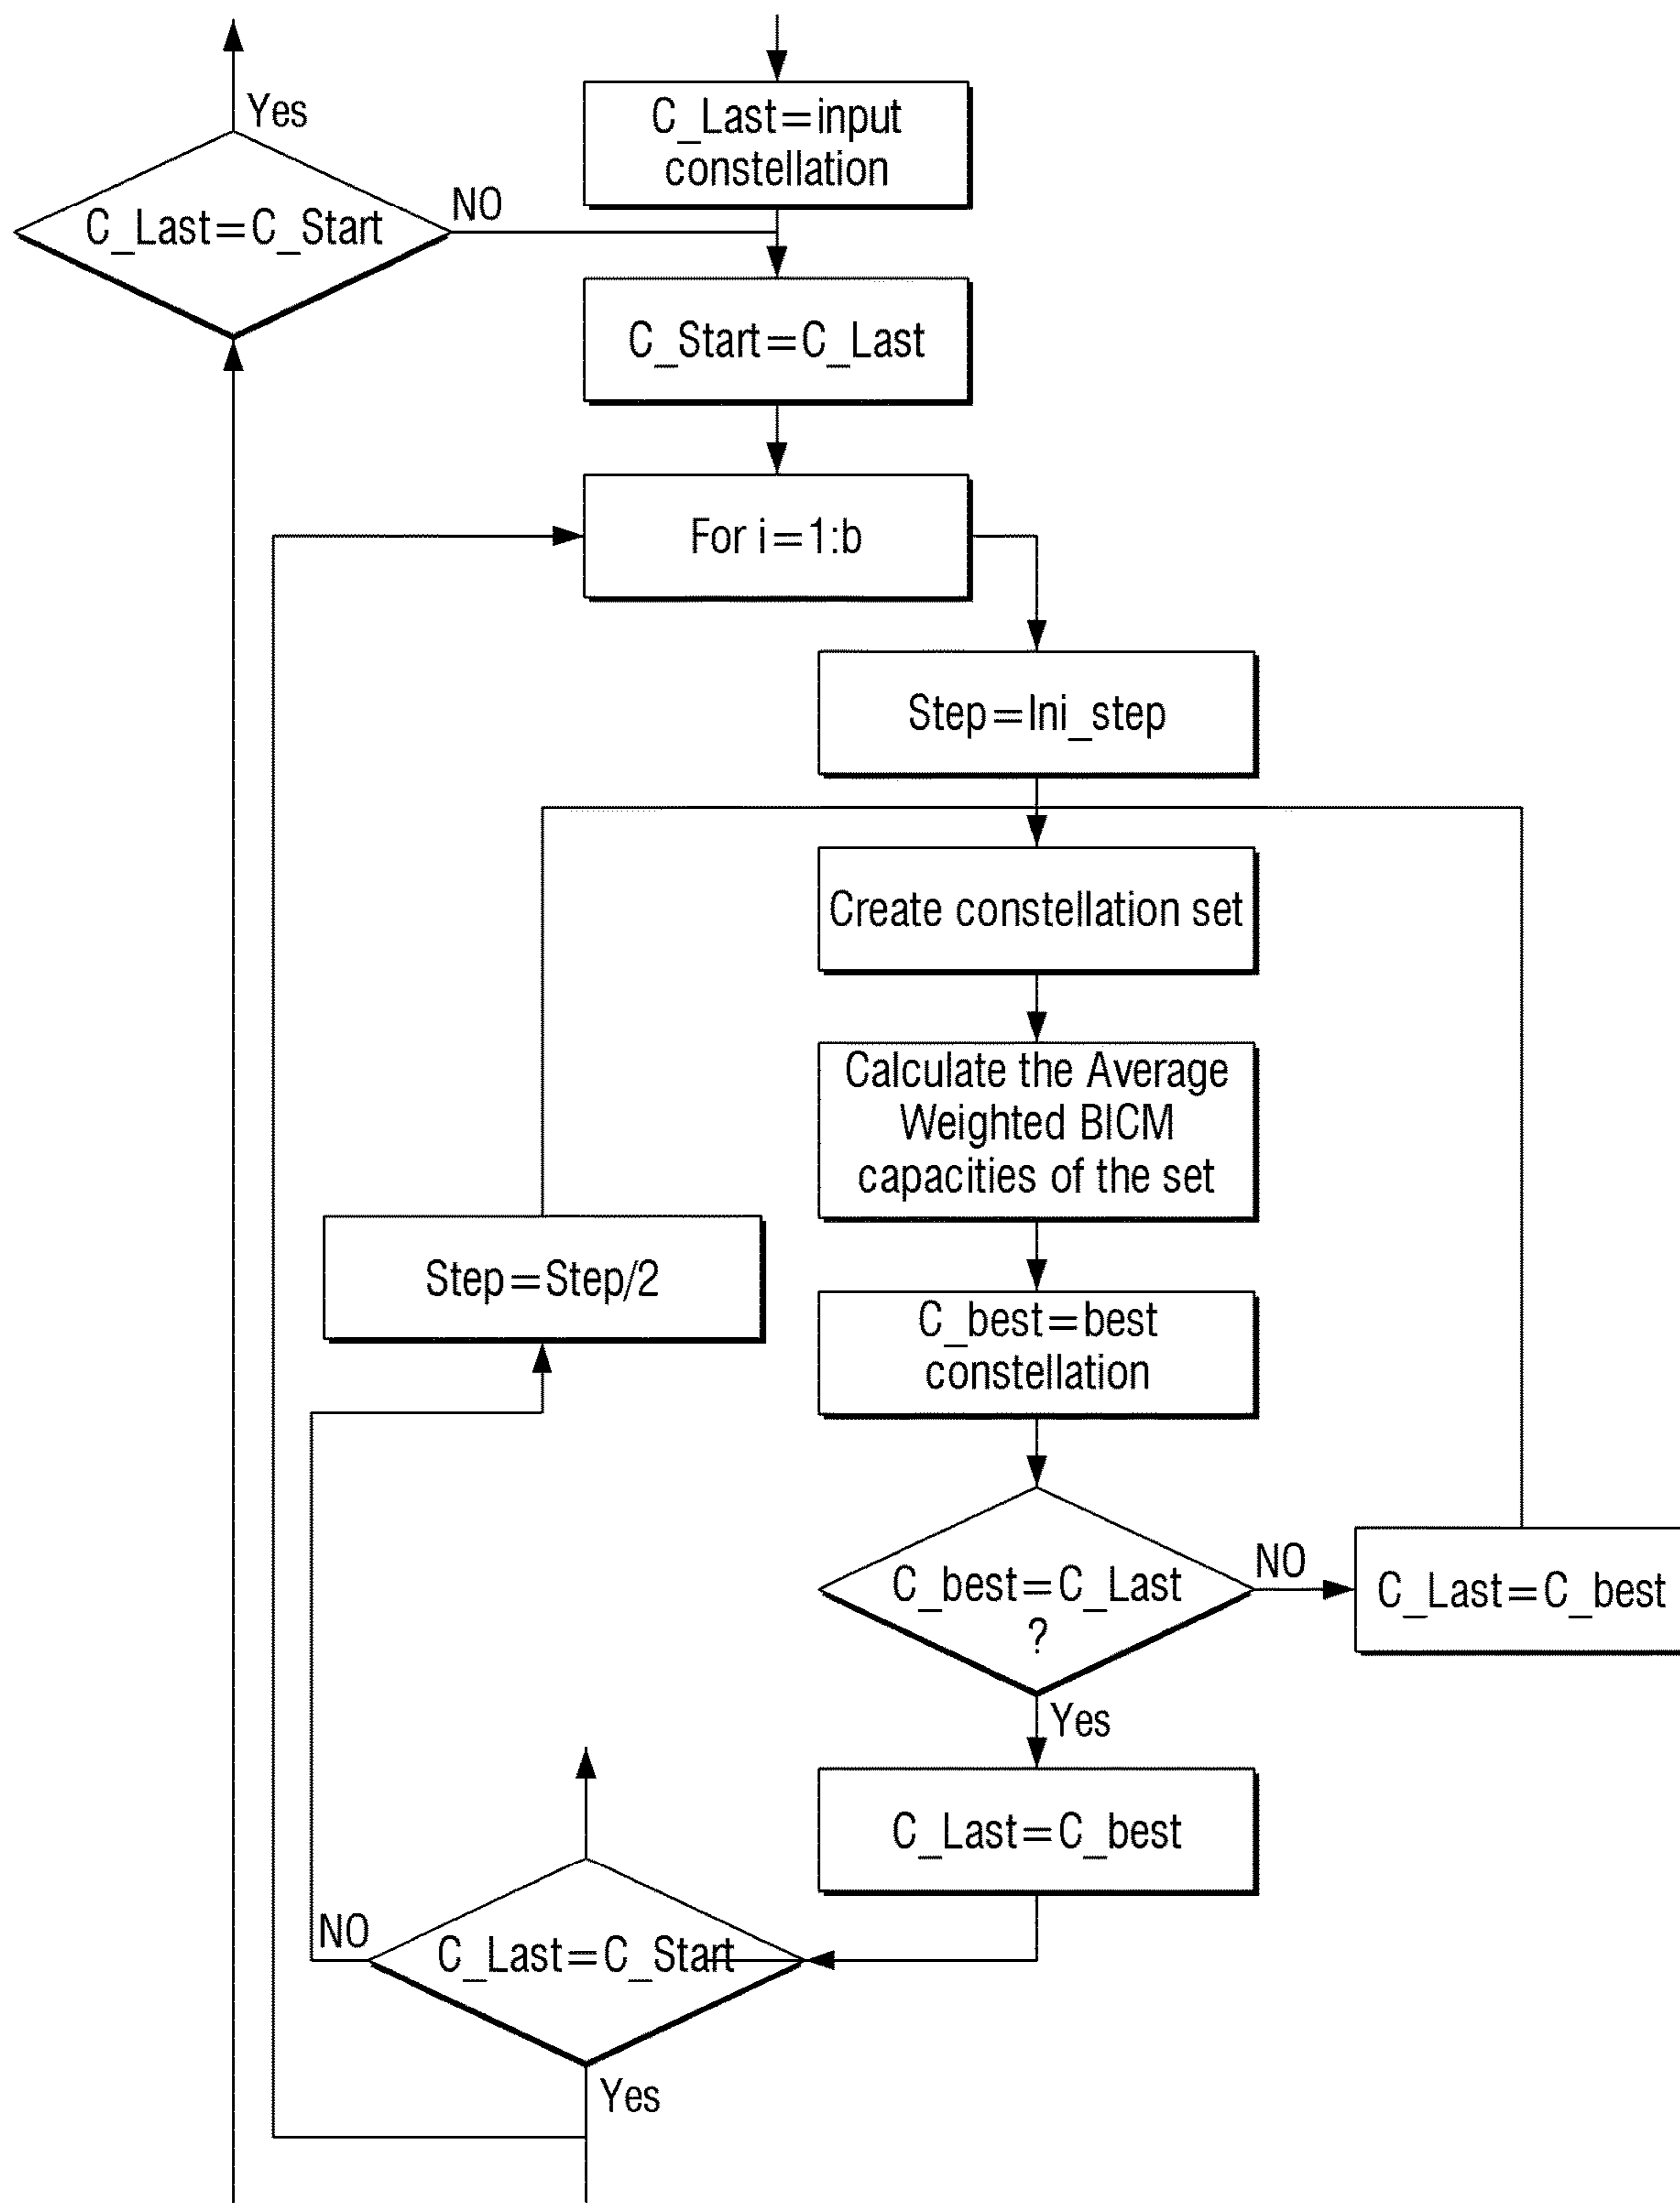 Yes
C_Last=input
constellation
C_Last=C_Start
NO
C_Start=C_Last
For i=1:b
Step=Ini_step
Create constellation set
Calculate the Average
Weighted BICM
capacities of the set
Step=Step/2
C_best=best
constellation
C_best=C_Last
?
NO
C_Last=C_best
Yes
C_Last=C_best
NO
C_Last=C_Start
Yes